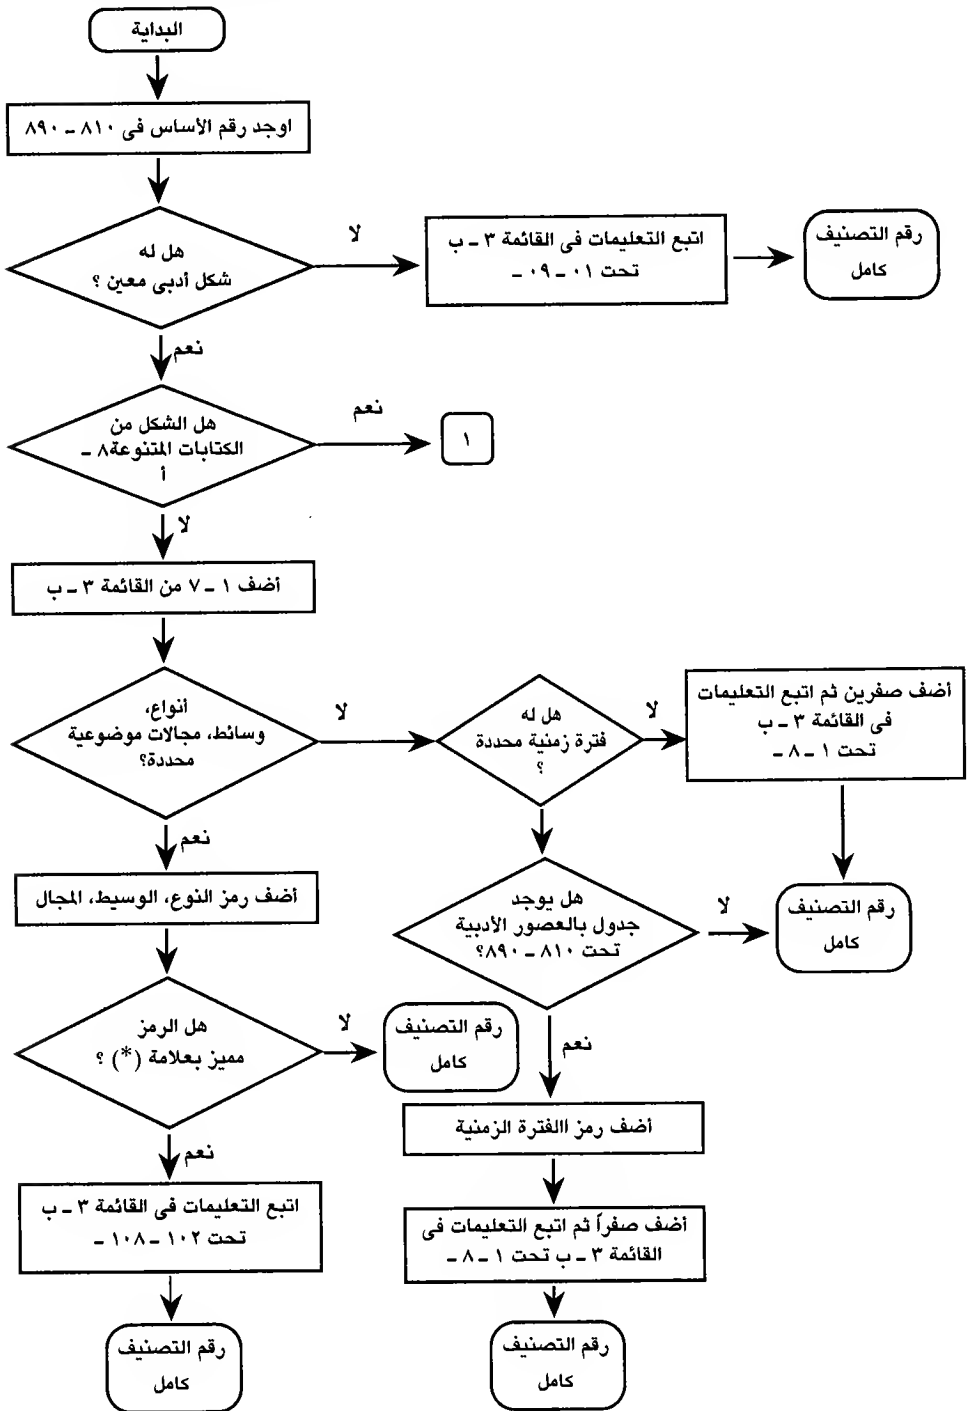 البداية
اوجد رقم الأساس فى ٨١٠ ـ ٨٩٠
هل له
شكل أدبى معين ؟
لا
اتبع التعليمات فى القائمة ٣ ـ ب
تحت ٠١ ـ ٠٩ ـ
رقم التصنيف
كامل
نعم
هل الشكل من
الكتابات المتنوعة٨ ـ
أ
نعم
١
لا
أضف ١ ـ ٧ من القائمة ٣ ـ ب
أنواع،
وسائط، مجالات موضوعية
محددة؟
لا
هل له
فترة زمنية محددة
؟
لا
أضف صفرين ثم اتبع التعليمات
فى القائمة ٣ ـ ب
تحت ١ ـ ٨ ـ
رقم التصنيف
كامل
نعم
أضف رمز النوع، الوسيط، المجال
هل يوجد
جدول بالعصور الأدبية
تحت ٨١٠ ـ ٨٩٠؟
لا
هل الرمز
مميز بعلامة (*) ؟
لا
رقم التصنيف
كامل
نعم
أضف رمز االفترة الزمنية
نعم
اتبع التعليمات فى القائمة ٣ ـ ب
تحت ١٠٢ ـ ١٠٨ ـ
أضف صفراً ثم اتبع التعليمات فى
القائمة ٣ ـ ب تحت ١ ـ ٨ ـ
رقم التصنيف
كامل
رقم التصنيف
كامل